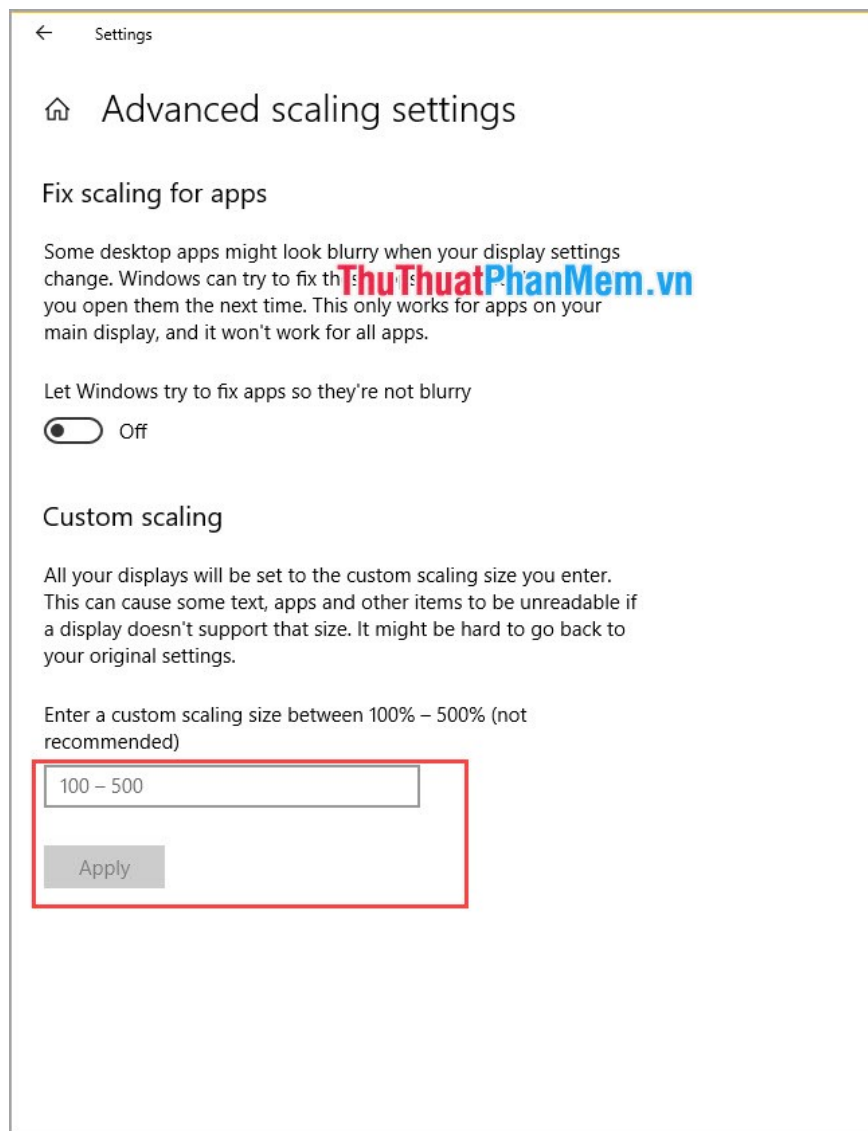 Settings
Advanced scaling settings
Fix scaling for apps
Some desktop apps might look blurry when your display settings
change. Windows can try to fix
ThuThuatPhanMem.vn
you open them the next time. This only works for apps on your
main display, and it won't work for all apps.
Let Windows try to fix apps so they're not blurry
Off
Custom scaling
All your displays will be set to the custom scaling size you enter.
This can cause some text, apps and other items to be unreadable if
a display doesn't support that size. It might be hard to go back to
your original settings.
Enter a custom scaling size between 100% – 500% (not
recommended)
100 – 500
Apply